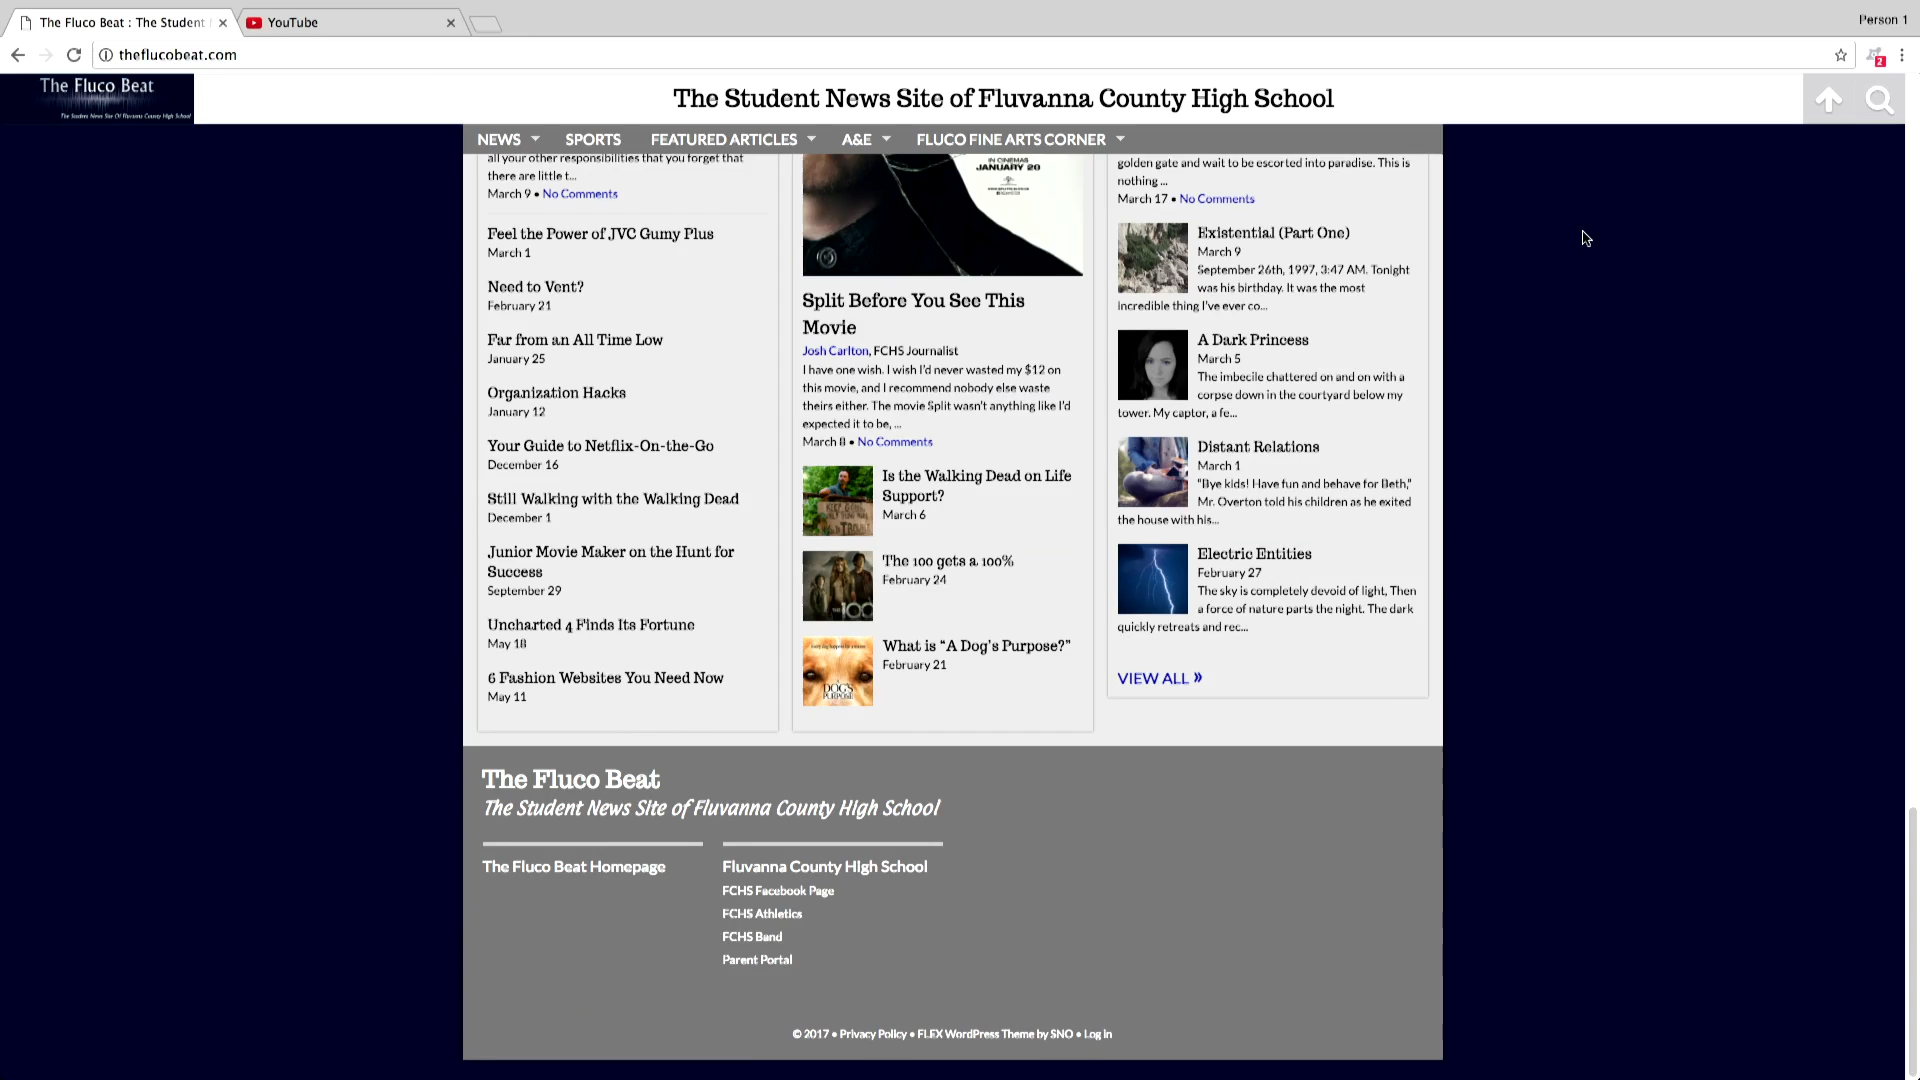 The Fluco Beat : The Student
YouTube
Person 1
theflucobeat.com
2
The Fluco Beat
The Student News Site Of Fluvanna County High School
The Student News Site of Fluvanna County High School
NEWS SPORTS FEATURED ARTICLES A&E FLUCO FINE ARTS CORNER
all your other responsibilities that you forget that
there are little t...
March 9 • No Comments
Feel the Power of JVC Gumy Plus
March 1
Need to Vent?
February 21
Far from an All Time Low
January 25
Organization Hacks
January 12
Your Guide to Netflix-On-the-Go
December 16
Still Walking with the Walking Dead
December 1
Junior Movie Maker on the Hunt for
Success
September 29
Uncharted 4 Finds Its Fortune
May 18
6 Fashion Websites You Need Now
May 11
IN CINEMAS
JANUARY 20
Split Before You See This
Movie
Josh Carlton, FCHS Journalist
I have one wish. I wish I'd never wasted my $12 on
this movie, and I recommend nobody else waste
theirs either. The movie Split wasn't anything like I'd
expected it to be, ...
March 8 • No Comments
Is the Walking Dead on Life
Support?
March 6
The 100 gets a 100%
February 24
THE 100
What is “A Dog's Purpose?”
February 21
A DOG'S
PURPOSE
golden gate and wait to be escorted into paradise. This is
nothing ...
March 17 • No Comments
Existential (Part One)
March 9
September 26th, 1997, 3:47 AM. Tonight
was his birthday. It was the most
incredible thing I've ever co...
A Dark Princess
March 5
The imbecile chattered on and on with a
corpse down in the courtyard below my
tower. My captor, a fe...
Distant Relations
March 1
“Bye kids! Have fun and behave for Beth,”
Mr. Overton told his children as he exited
the house with his...
Electric Entities
February 27
The sky is completely devoid of light, Then
a force of nature parts the night. The dark
quickly retreats and rec...
VIEW ALL »
The Fluco Beat
The Student News Site of Fluvanna County High School
The Fluco Beat Homepage
Fluvanna County High School
FCHS Facebook Page
FCHS Athletics
FCHS Band
Parent Portal
© 2017 • Privacy Policy • FLEX WordPress Theme by SNO • Log in